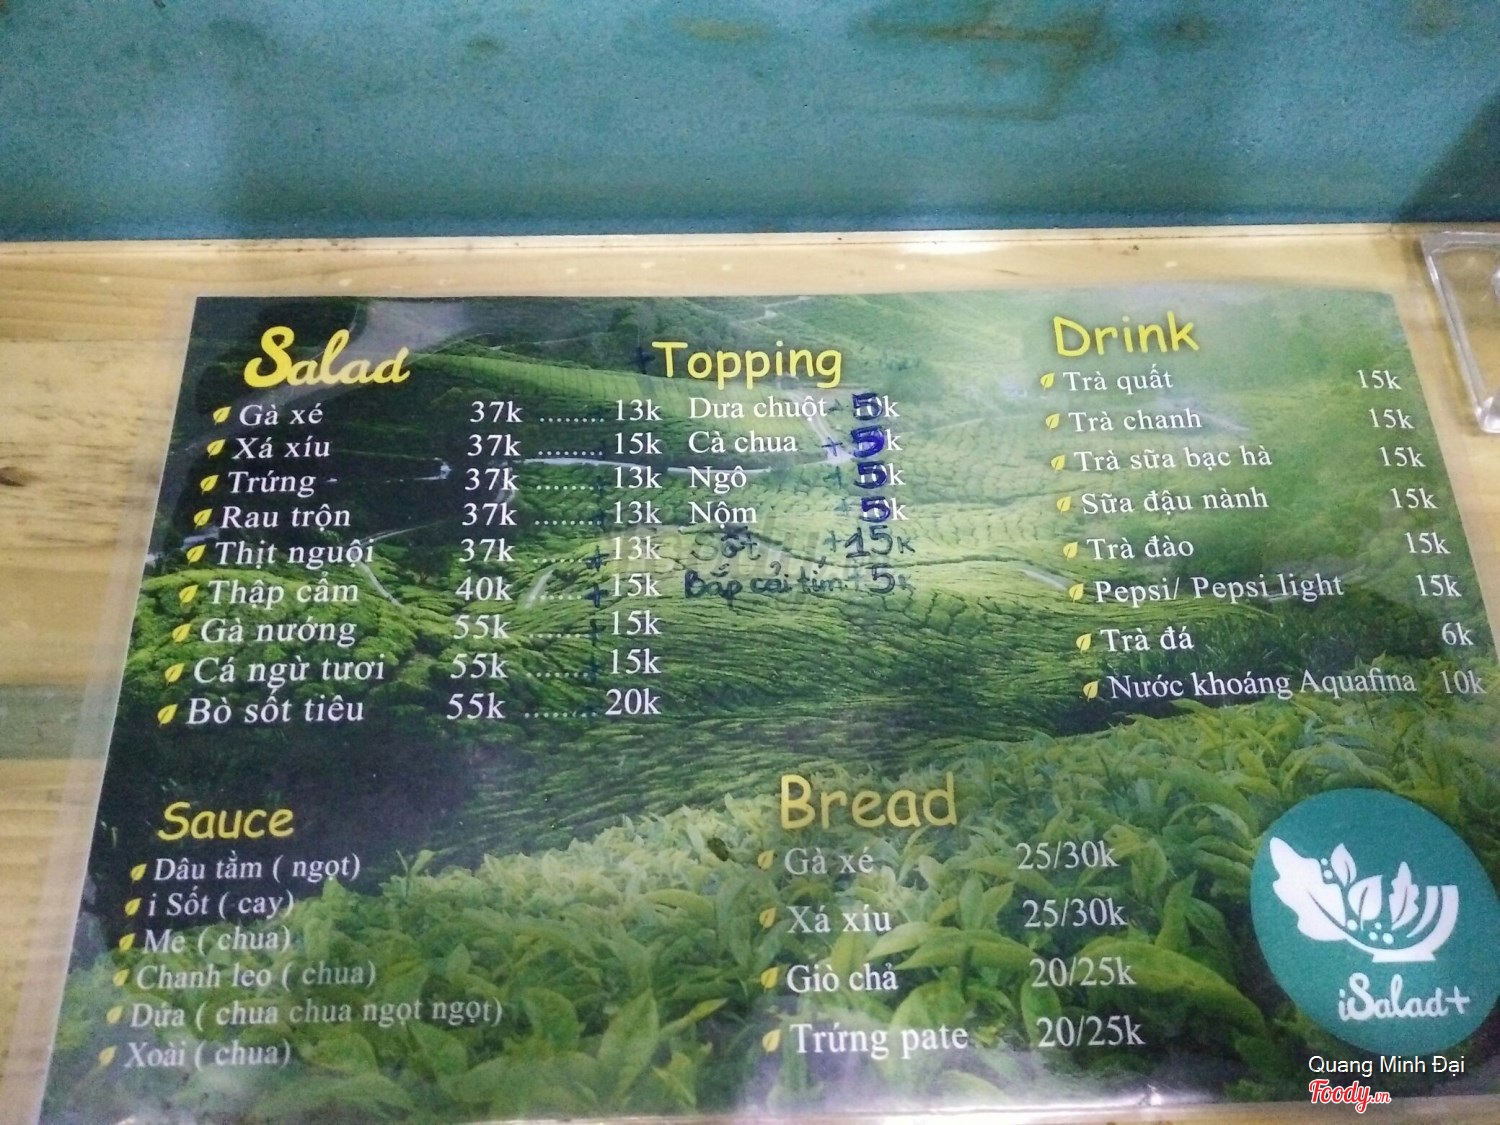 Salad
Gà xé 37k ........ 13k
Xá xíu 37k ........ 15k
Trứng 37k ........ 13k
Rau trộn 37k ........ 13k
Thịt nguội 37k ........ + 13k
Thập cẩm 40k ........ + 15k
Gà nướng 55k ........ 15k
Cá ngừ tươi 55k ........ 15k
Bò sốt tiêu 55k ........ 20k
+ Topping
Dưa chuột + 5k
Cà chua + 5k
Ngô + 5k
Nộm + 5k
Sốt +15k
Bắp cải tím +5k
Drink
Trà quất 15k
Trà chanh 15k
Trà sữa bạc hà 15k
Sữa đậu nành 15k
Trà đào 15k
Pepsi/ Pepsi light 15k
Trà đá 6k
Nước khoáng Aquafina 10k
Sauce
Dâu tằm ( ngọt)
i Sốt ( cay)
Me ( chua)
Chanh leo ( chua)
Dứa ( chua chua ngọt ngọt)
Xoài ( chua)
Bread
Gà xé 25/30k
Xá xíu 25/30k
Giò chả 20/25k
Trứng pate 20/25k
iSalad+
Quang Minh Đại
Foody.vn